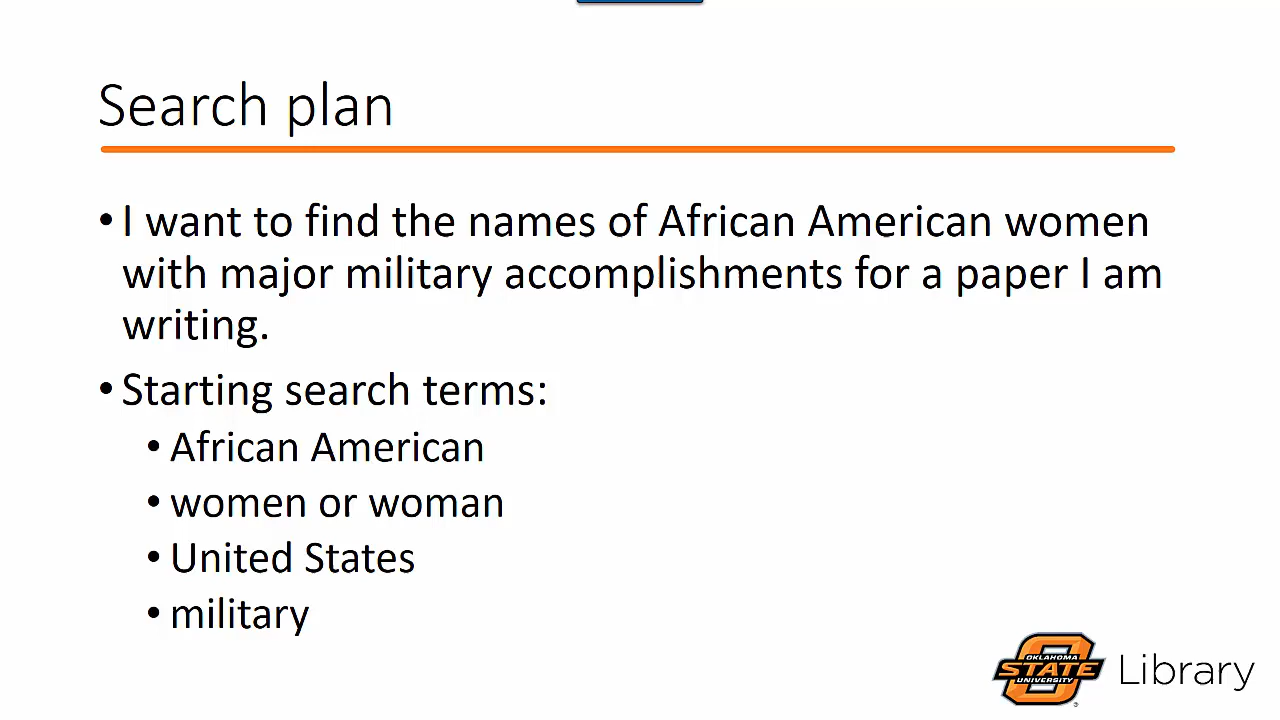 Search plan
• I want to find the names of African American women
with major military accomplishments for a paper I am
writing.
• Starting search terms:
• African American
• women or woman
• United States
• military
OKLAHOMA
STATE
UNIVERSITY
®
Library